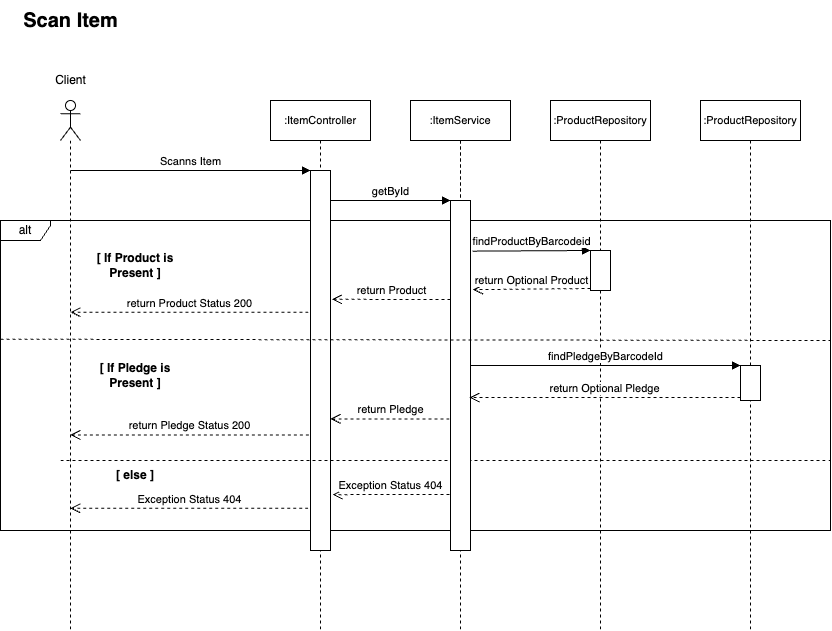 Scan Item
Client
:ItemController
:ItemService
:ProductRepository
:ProductRepository
Scanns Item
getById
alt
findProductByBarcodeid
[ If Product is
Present ]
return Optional Product
return Product
return Product Status 200
findPledgeByBarcodeId
[ If Pledge is
Present ]
return Optional Pledge
return Pledge
return Pledge Status 200
[ else ]
Exception Status 404
Exception Status 404